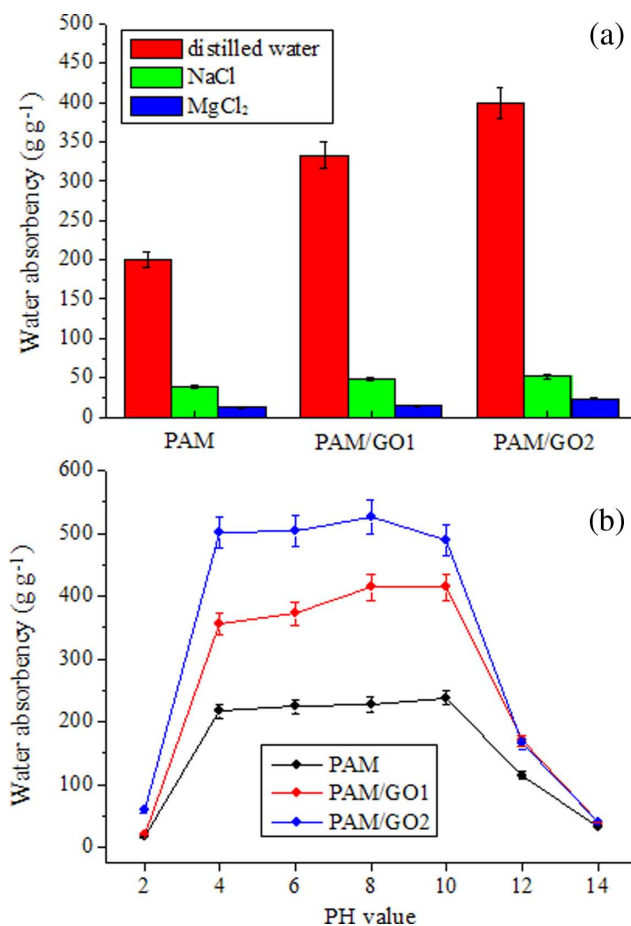 (a)
distilled water
NaCl
MgCl₂
Water absorbency (g g⁻¹)
500
450
400
350
300
250
200
150
100
50
0
PAM
PAM/GO1
PAM/GO2
(b)
Water absorbency (g g⁻¹)
600
500
400
300
200
100
0
PAM
PAM/GO1
PAM/GO2
2 4 6 8 10 12 14
PH value